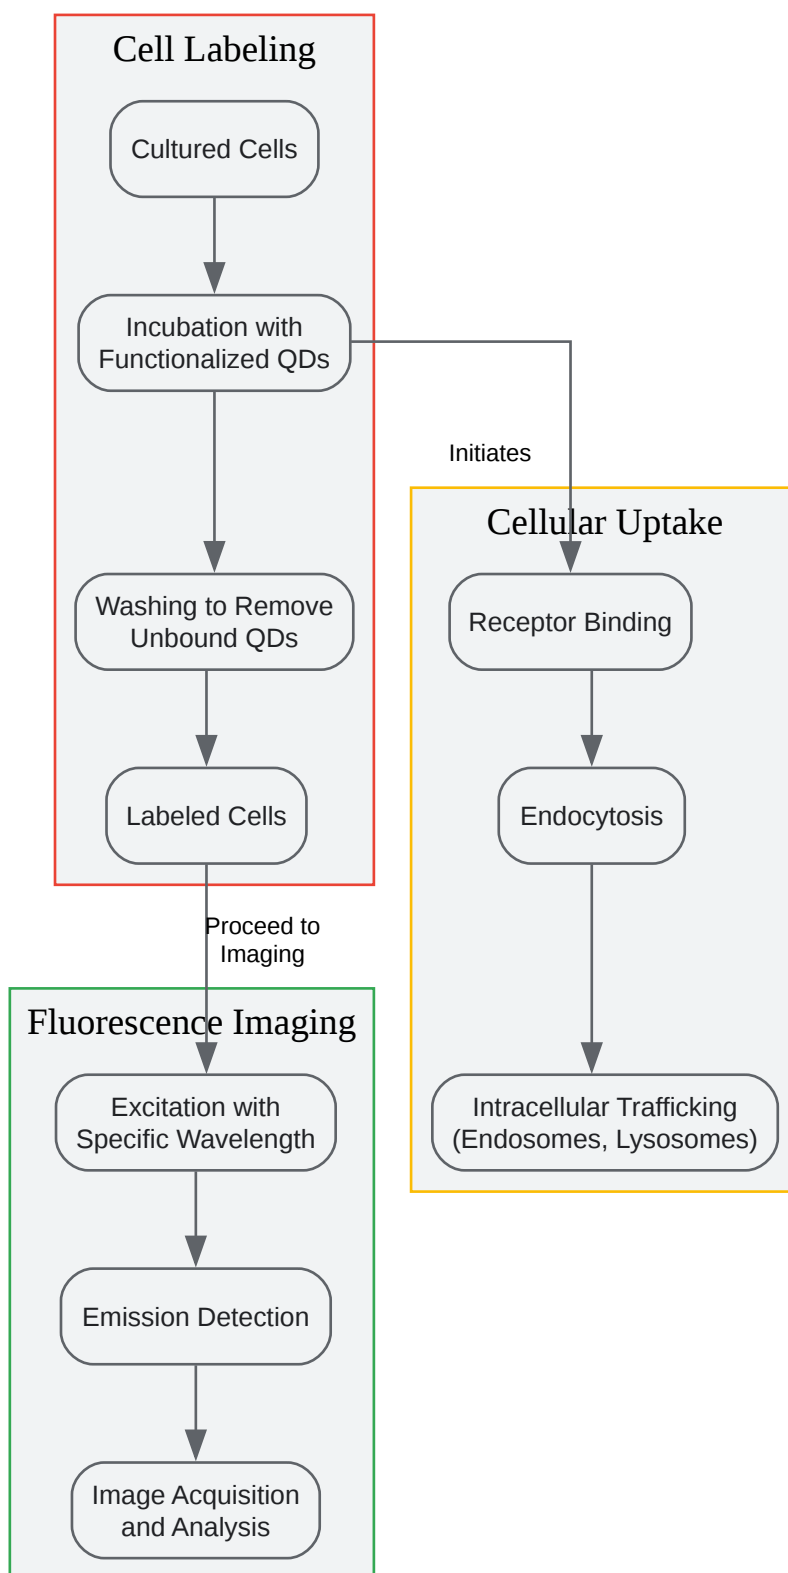 Cell Labeling
Cultured Cells
Incubation with
Functionalized QDs
Initiates
Cellular Uptake
Washing to Remove
Unbound QDs
Receptor Binding
Labeled Cells
Endocytosis
Proceed to
Imaging
Fluorescence Imaging
Excitation with
Specific Wavelength
Intracellular Trafficking
(Endosomes, Lysosomes)
Emission Detection
Image Acquisition
and Analysis